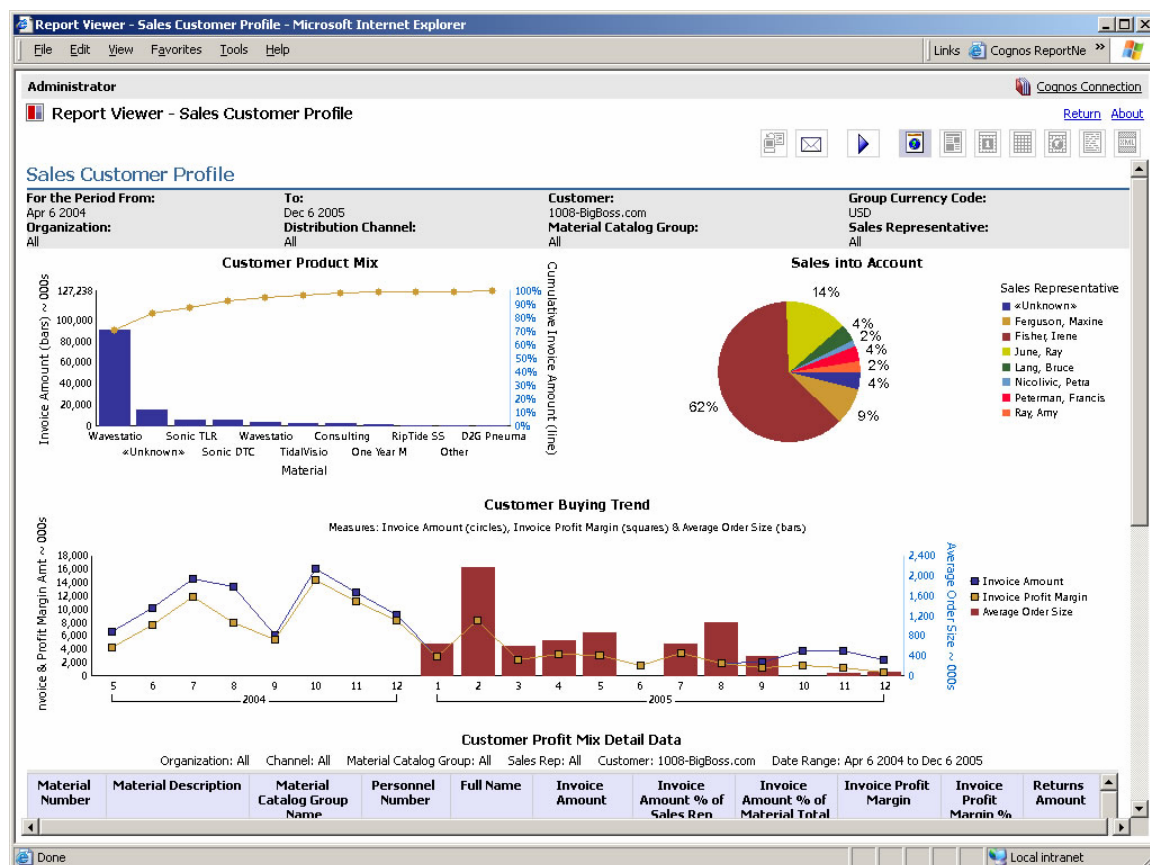 Report Viewer - Sales Customer Profile - Microsoft Internet Explorer
File Edit View Favorites Tools Help Links Cognos ReportNe »
Administrator Cognos Connection
Report Viewer - Sales Customer Profile Return About
Sales Customer Profile
For the Period From: To: Customer: Group Currency Code:
Apr 6 2004 Dec 6 2005 1008-BigBoss.com USD
Organization: Distribution Channel: Material Catalog Group: Sales Representative:
All All All All
Customer Product Mix
Invoice Amount (bars) ~ 000s
127,238
100,000
80,000
60,000
40,000
20,000
0
Cumulative Invoice Amount (line)
100%
90%
80%
70%
60%
50%
40%
30%
20%
10%
0%
Wavestatio Sonic TLR Wavestatio Consulting RipTide SS D2G Pneuma
«Unknown» Sonic DTC TidalVisio One Year M Other
Material
Sales into Account
14%
4%
2%
4%
2%
4%
9%
62%
Sales Representative
«Unknown»
Ferguson, Maxine
Fisher, Irene
June, Ray
Lang, Bruce
Nicolivic, Petra
Peterman, Francis
Ray, Amy
Customer Buying Trend
Measures: Invoice Amount (circles), Invoice Profit Margin (squares) & Average Order Size (bars)
nvoice & Profit Margin Amt ~ 000s
18,000
16,000
14,000
12,000
10,000
8,000
6,000
4,000
2,000
0
2,400
2,000
1,600
1,200
800
400
0
Average Order Size ~ 000s
5 6 7 8 9 10 11 12 1 2 3 4 5 6 7 8 9 10 11 12
2004 2005
Invoice Amount
Invoice Profit Margin
Average Order Size
Customer Profit Mix Detail Data
Organization: All Channel: All Material Catalog Group: All Sales Rep: All Customer: 1008-BigBoss.com Date Range: Apr 6 2004 to Dec 6 2005
Material Material Description Material Personnel Full Name Invoice Invoice Invoice Invoice Profit Invoice Returns
Number Catalog Group Number Amount Amount % of Amount % of Margin Profit Amount
Name Sales Rep Material Total Margin %
Done Local intranet